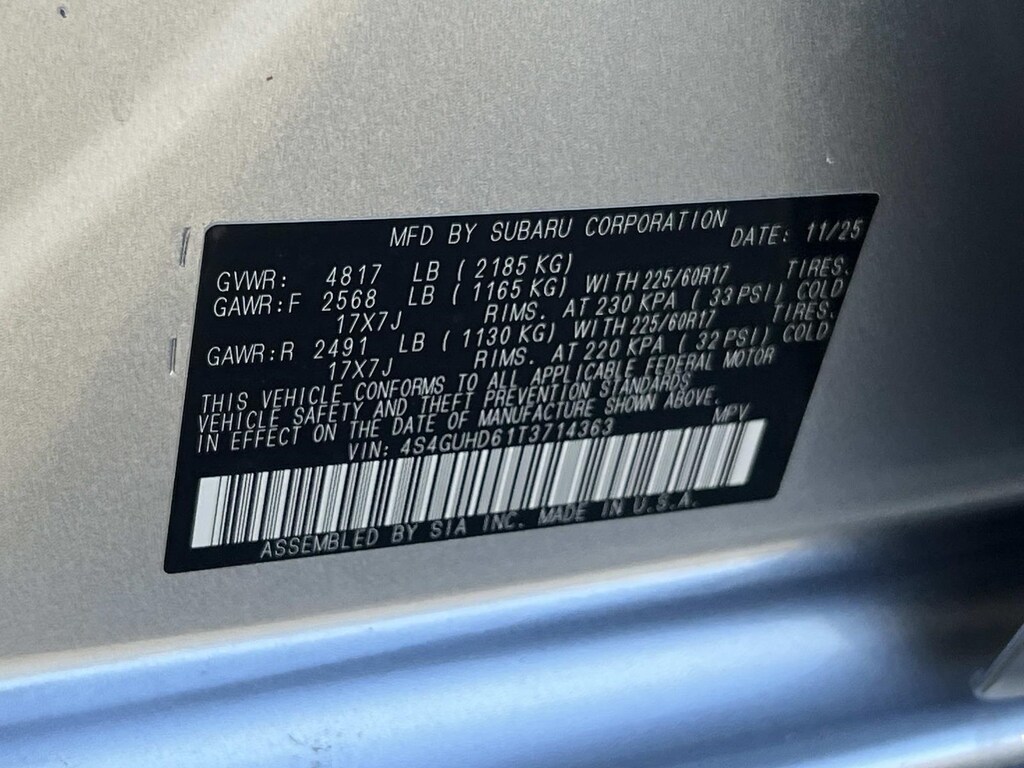 MFD BY SUBARU CORPORATION DATE: 11/25
GVWR: 4817 LB ( 2185 KG)
GAWR:F 2568 LB ( 1165 KG) WITH 225/60R17 TIRES.
17X7J RIMS. AT 230 KPA ( 33 PSI) COLD
GAWR:R 2491 LB ( 1130 KG) WITH 225/60R17 TIRES.
17X7J RIMS. AT 220 KPA ( 32 PSI) COLD
THIS VEHICLE CONFORMS TO ALL APPLICABLE FEDERAL MOTOR
VEHICLE SAFETY AND THEFT PREVENTION STANDARDS
IN EFFECT ON THE DATE OF MANUFACTURE SHOWN ABOVE.
VIN: 4S4GUHD61T3714363 MPV
ASSEMBLED BY SIA INC. MADE IN U.S.A.